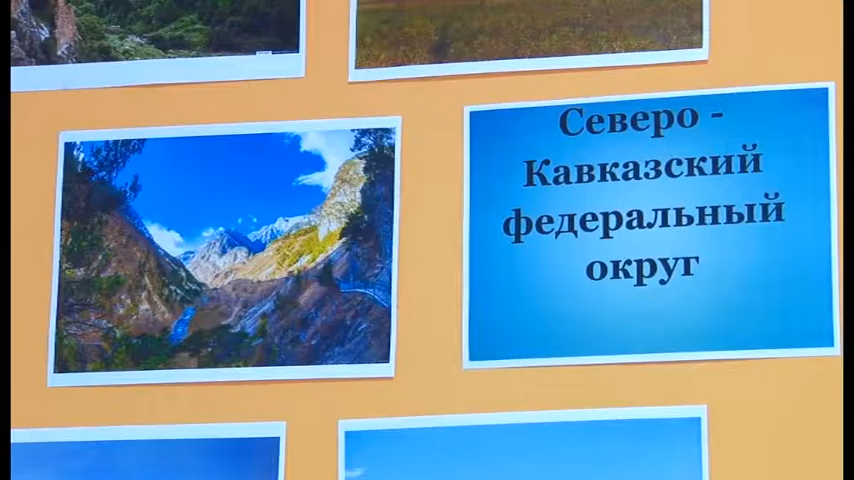 Северо -
Кавказский
федеральный
округ